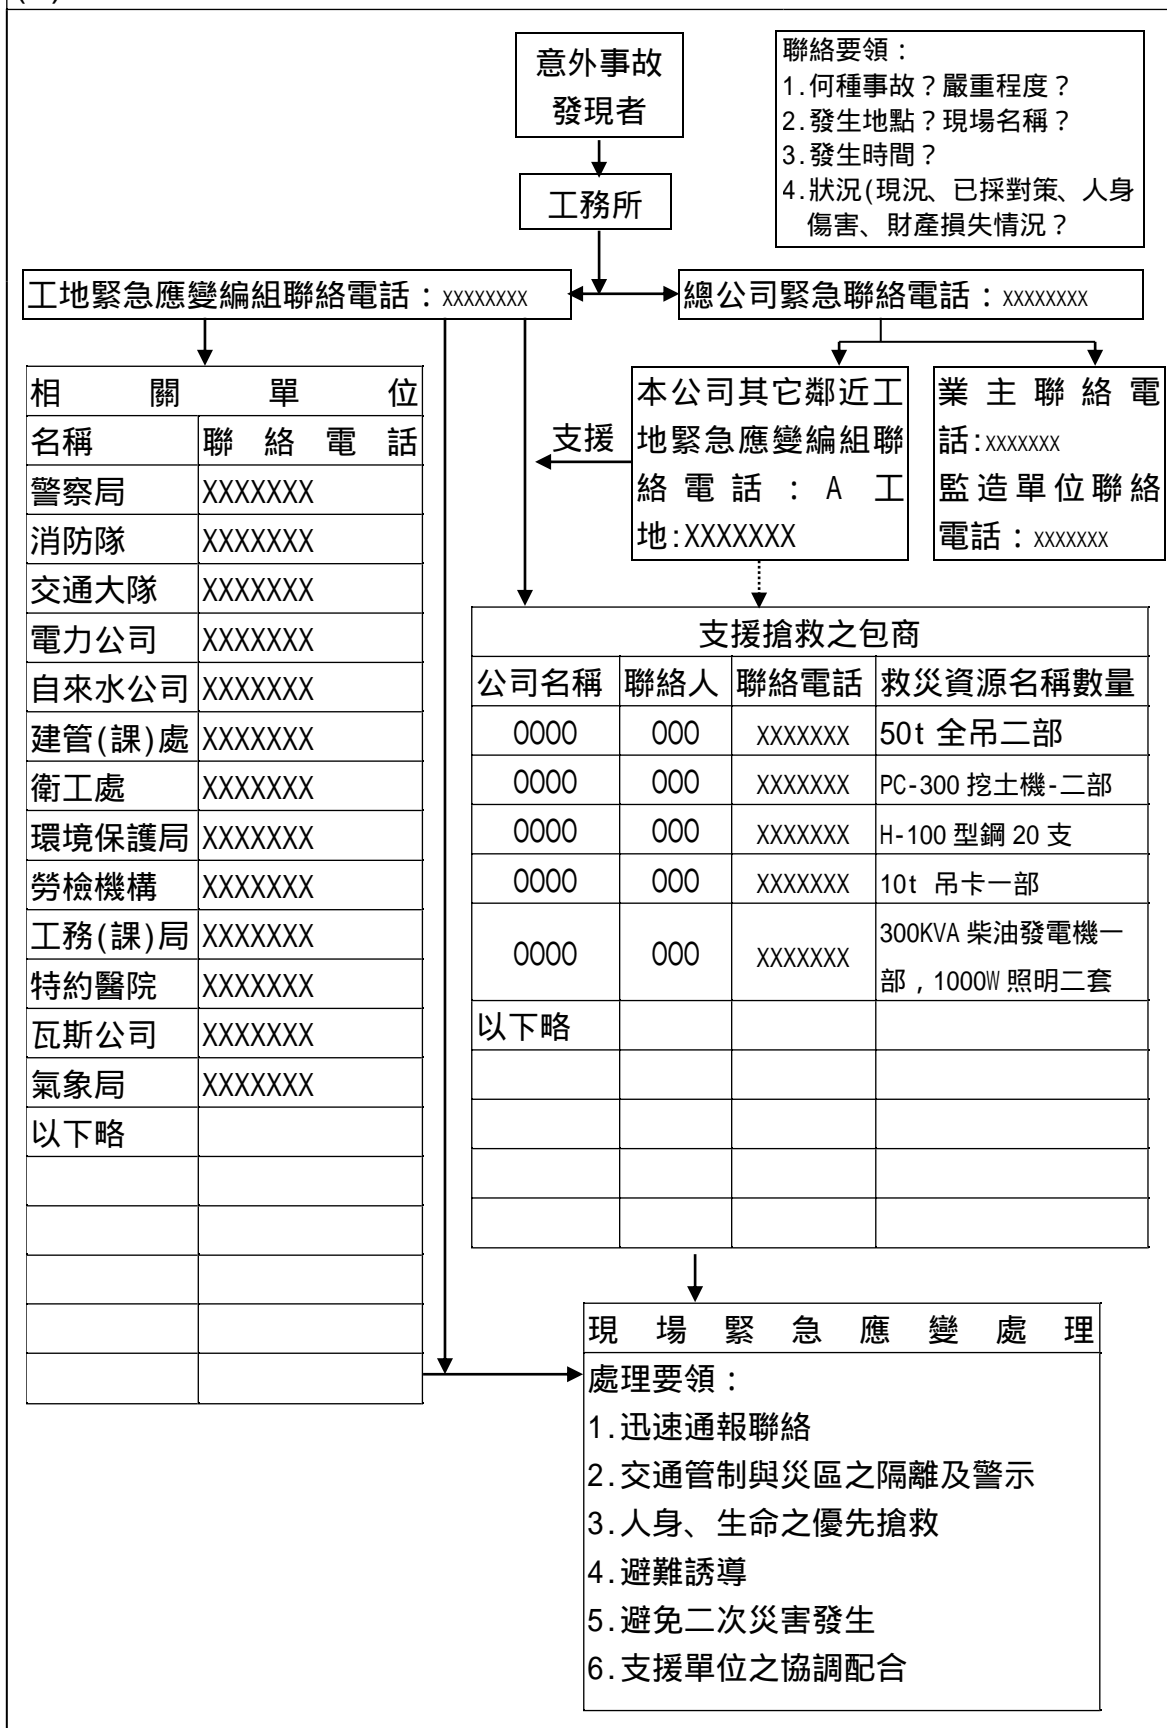 意外事故
發現者
聯絡要領：
1.何種事故？嚴重程度？
2.發生地點？現場名稱？
3.發生時間？
4.狀況(現況、已採對策、人身
傷害、財產損失情況？
工務所
工地緊急應變編組聯絡電話：XXXXXXXX
總公司緊急聯絡電話：XXXXXXXX
相關單位
名稱 聯絡電話
警察局 XXXXXXX
消防隊 XXXXXXX
交通大隊 XXXXXXX
電力公司 XXXXXXX
自來水公司 XXXXXXX
建管(課)處 XXXXXXX
衛工處 XXXXXXX
環境保護局 XXXXXXX
勞檢機構 XXXXXXX
工務(課)局 XXXXXXX
特約醫院 XXXXXXX
瓦斯公司 XXXXXXX
氣象局 XXXXXXX
以下略
支援
本公司其它鄰近工
地緊急應變編組聯
絡電話：A工
地:XXXXXXX
業主聯絡電
話:XXXXXXX
監造單位聯絡
電話：XXXXXXX
支援搶救之包商
公司名稱 聯絡人 聯絡電話 救災資源名稱數量
OOOO OOO XXXXXXX 50t 全吊二部
OOOO OOO XXXXXXX PC-300 挖土機-二部
OOOO OOO XXXXXXX H-100 型鋼 20 支
OOOO OOO XXXXXXX 10t 吊卡一部
OOOO OOO XXXXXXX 300KVA 柴油發電機一
部，1000W 照明二套
以下略
現場緊急應變處理
處理要領：
1.迅速通報聯絡
2.交通管制與災區之隔離及警示
3.人身、生命之優先搶救
4.避難誘導
5.避免二次災害發生
6.支援單位之協調配合